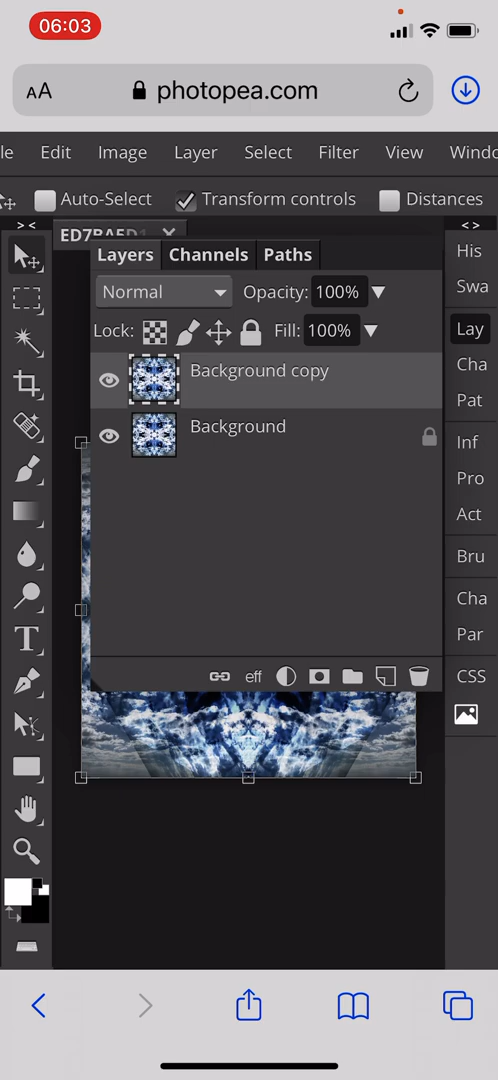 06:03
AA photopea.com
le Edit Image Layer Select Filter View Windo
Auto-Select Transform controls Distances
> < ED7BA5D1 < >
Layers Channels Paths His
Swa
Normal Opacity: 100%
Lock: Fill: 100% Lay
Background copy Cha
Pat
Background Inf
Pro
Act
Bru
Cha
T Par
eff CSS